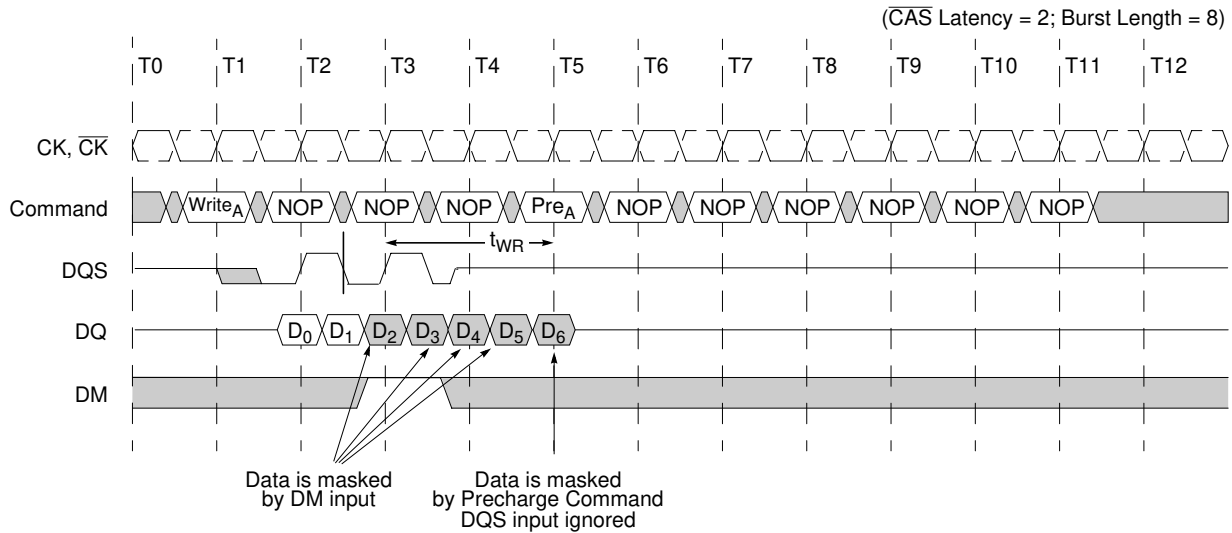 (CAS Latency = 2; Burst Length = 8)
T0 T1 T2 T3 T4 T5 T6 T7 T8 T9 T10 T11 T12
CK, CK
Command WriteA NOP NOP NOP PreA NOP NOP NOP NOP NOP NOP
tWR
DQS
DQ D0 D1 D2 D3 D4 D5 D6
DM
Data is masked
by DM input
Data is masked
by Precharge Command
DQS input ignored